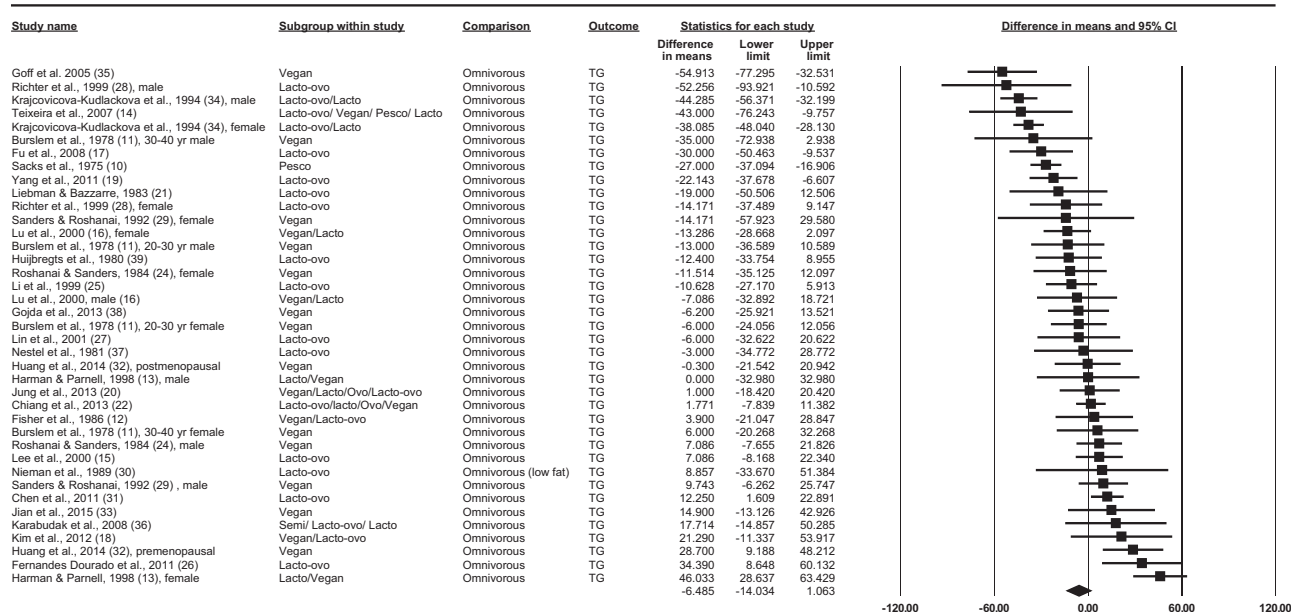 Study name Subgroup within study Comparison Outcome Statistics for each study Difference in means and 95% CI
Difference in means Lower limit Upper limit
Goff et al. 2005 (35) Vegan Omnivorous TG -54.913 -77.295 -32.531
Richter et al., 1999 (28), male Lacto-ovo Omnivorous TG -52.256 -93.921 -10.592
Krajcovicova-Kudlackova et al., 1994 (34), male Lacto-ovo/Lacto Omnivorous TG -44.285 -56.371 -32.199
Teixeira et al., 2007 (14) Lacto-ovo/ Vegan/ Pesco/ Lacto Omnivorous TG -43.000 -76.243 -9.757
Krajcovicova-Kudlackova et al., 1994 (34), female Lacto-ovo/Lacto Omnivorous TG -38.085 -48.040 -28.130
Burslem et al., 1978 (11), 30-40 yr male Vegan Omnivorous TG -35.000 -72.938 2.938
Fu et al., 2008 (17) Lacto-ovo Omnivorous TG -30.000 -50.463 -9.537
Sacks et al., 1975 (10) Pesco Omnivorous TG -27.000 -37.094 -16.906
Yang et al., 2011 (19) Lacto-ovo Omnivorous TG -22.143 -37.678 -6.607
Liebman & Bazzarre, 1983 (21) Lacto-ovo Omnivorous TG -19.000 -50.506 12.506
Richter et al., 1999 (28), female Lacto-ovo Omnivorous TG -14.171 -37.489 9.147
Sanders & Roshanai, 1992 (29), female Vegan Omnivorous TG -14.171 -57.923 29.580
Lu et al., 2000 (16), female Vegan/Lacto Omnivorous TG -13.286 -28.668 2.097
Burslem et al., 1978 (11), 20-30 yr male Vegan Omnivorous TG -13.000 -36.589 10.589
Huijbregts et al., 1980 (39) Lacto-ovo Omnivorous TG -12.400 -33.754 8.955
Roshanai & Sanders, 1984 (24), female Vegan Omnivorous TG -11.514 -35.125 12.097
Li et al., 1999 (25) Lacto-ovo Omnivorous TG -10.628 -27.170 5.913
Lu et al., 2000, male (16) Vegan/Lacto Omnivorous TG -7.086 -32.892 18.721
Gojda et al., 2013 (38) Vegan Omnivorous TG -6.200 -25.921 13.521
Burslem et al., 1978 (11), 20-30 yr female Vegan Omnivorous TG -6.000 -24.056 12.056
Lin et al., 2001 (27) Lacto-ovo Omnivorous TG -6.000 -32.622 20.622
Nestel et al., 1981 (37) Lacto-ovo Omnivorous TG -3.000 -34.772 28.772
Huang et al., 2014 (32), postmenopausal Vegan Omnivorous TG -0.300 -21.542 20.942
Harman & Parnell, 1998 (13), male Lacto/Vegan Omnivorous TG 0.000 -32.980 32.980
Jung et al., 2013 (20) Vegan/Lacto/Ovo/Lacto-ovo Omnivorous TG 1.000 -18.420 20.420
Chiang et al., 2013 (22) Lacto-ovo/lacto/Ovo/Vegan Omnivorous TG 1.771 -7.839 11.382
Fisher et al., 1986 (12) Vegan/Lacto-ovo Omnivorous TG 3.900 -21.047 28.847
Burslem et al., 1978 (11), 30-40 yr female Vegan Omnivorous TG 6.000 -20.268 32.268
Roshanai & Sanders, 1984 (24), male Vegan Omnivorous TG 7.086 -7.655 21.826
Lee et al., 2000 (15) Lacto-ovo Omnivorous TG 7.086 -8.168 22.340
Nieman et al., 1989 (30) Lacto-ovo Omnivorous (low fat) TG 8.857 -33.670 51.384
Sanders & Roshanai, 1992 (29) , male Vegan Omnivorous TG 9.743 -6.262 25.747
Chen et al., 2011 (31) Lacto-ovo Omnivorous TG 12.250 1.609 22.891
Jian et al., 2015 (33) Vegan Omnivorous TG 14.900 -13.126 42.926
Karabudak et al., 2008 (36) Semi/ Lacto-ovo/ Lacto Omnivorous TG 17.714 -14.857 50.285
Kim et al., 2012 (18) Vegan/Lacto-ovo Omnivorous TG 21.290 -11.337 53.917
Huang et al., 2014 (32), premenopausal Vegan Omnivorous TG 28.700 9.188 48.212
Fernandes Dourado et al., 2011 (26) Lacto-ovo Omnivorous TG 34.390 8.648 60.132
Harman & Parnell, 1998 (13), female Lacto/Vegan Omnivorous TG 46.033 28.637 63.429
-6.485 -14.034 1.063
-120.00 -60.00 0.00 60.00 120.00